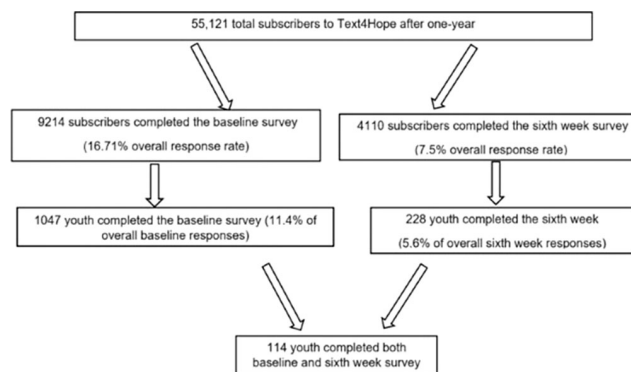 55,121 total subscribers to Text4Hope after one-year
9214 subscribers completed the baseline survey
(16.71% overall response rate)
4110 subscribers completed the sixth week survey
(7.5% overall response rate)
1047 youth completed the baseline survey (11.4% of
overall baseline responses)
228 youth completed the sixth week
(5.6% of overall sixth week responses)
114 youth completed both
baseline and sixth week survey